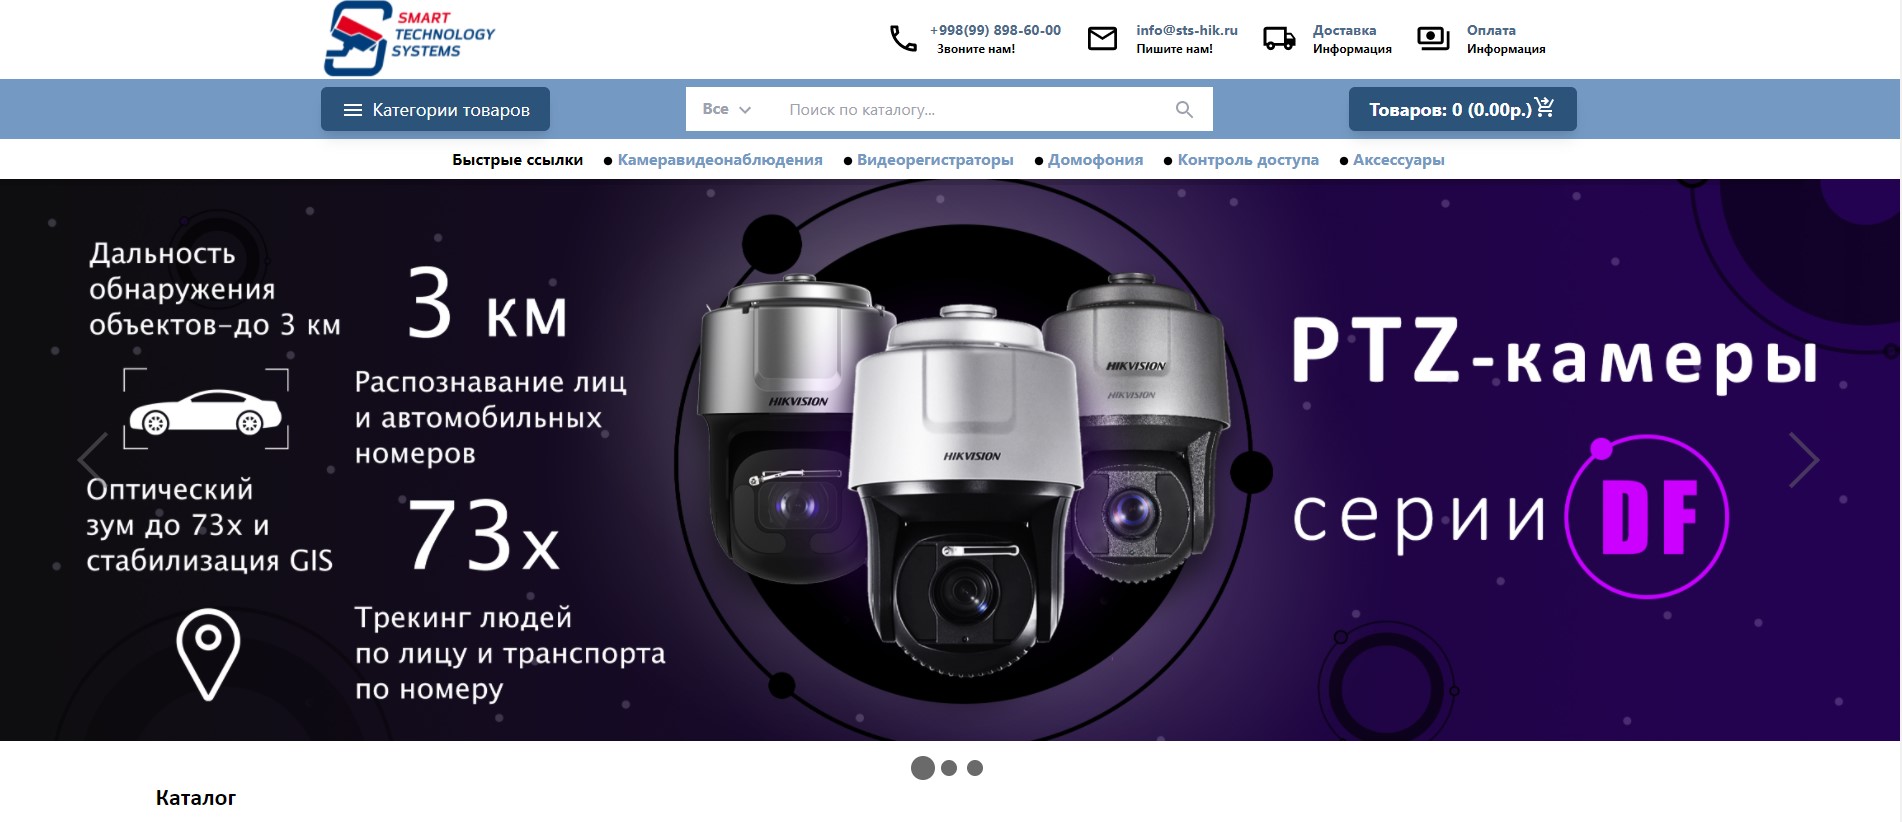 SMART
TECHNOLOGY
SYSTEMS
+998(99) 898-60-00
Звоните нам!
info@sts-hik.ru
Пишите нам!
Доставка
Информация
Оплата
Информация
Категории товаров
Все
Поиск по каталогу...
Товаров: 0 (0.00р.)
Быстрые ссылки
Камеравидеонаблюдения
Видеорегистраторы
Домофония
Контроль доступа
Аксессуары
Дальность
обнаружения
объектов-до 3 км
3 км
Распознавание лиц
и автомобильных
номеров
Оптический
зум до 73х и
стабилизация GIS
73х
Трекинг людей
по лицу и транспорта
по номеру
HIKVISION
HIKVISION
HIKVISION
HIKVISION
PTZ-камеры
серии DF
Каталог